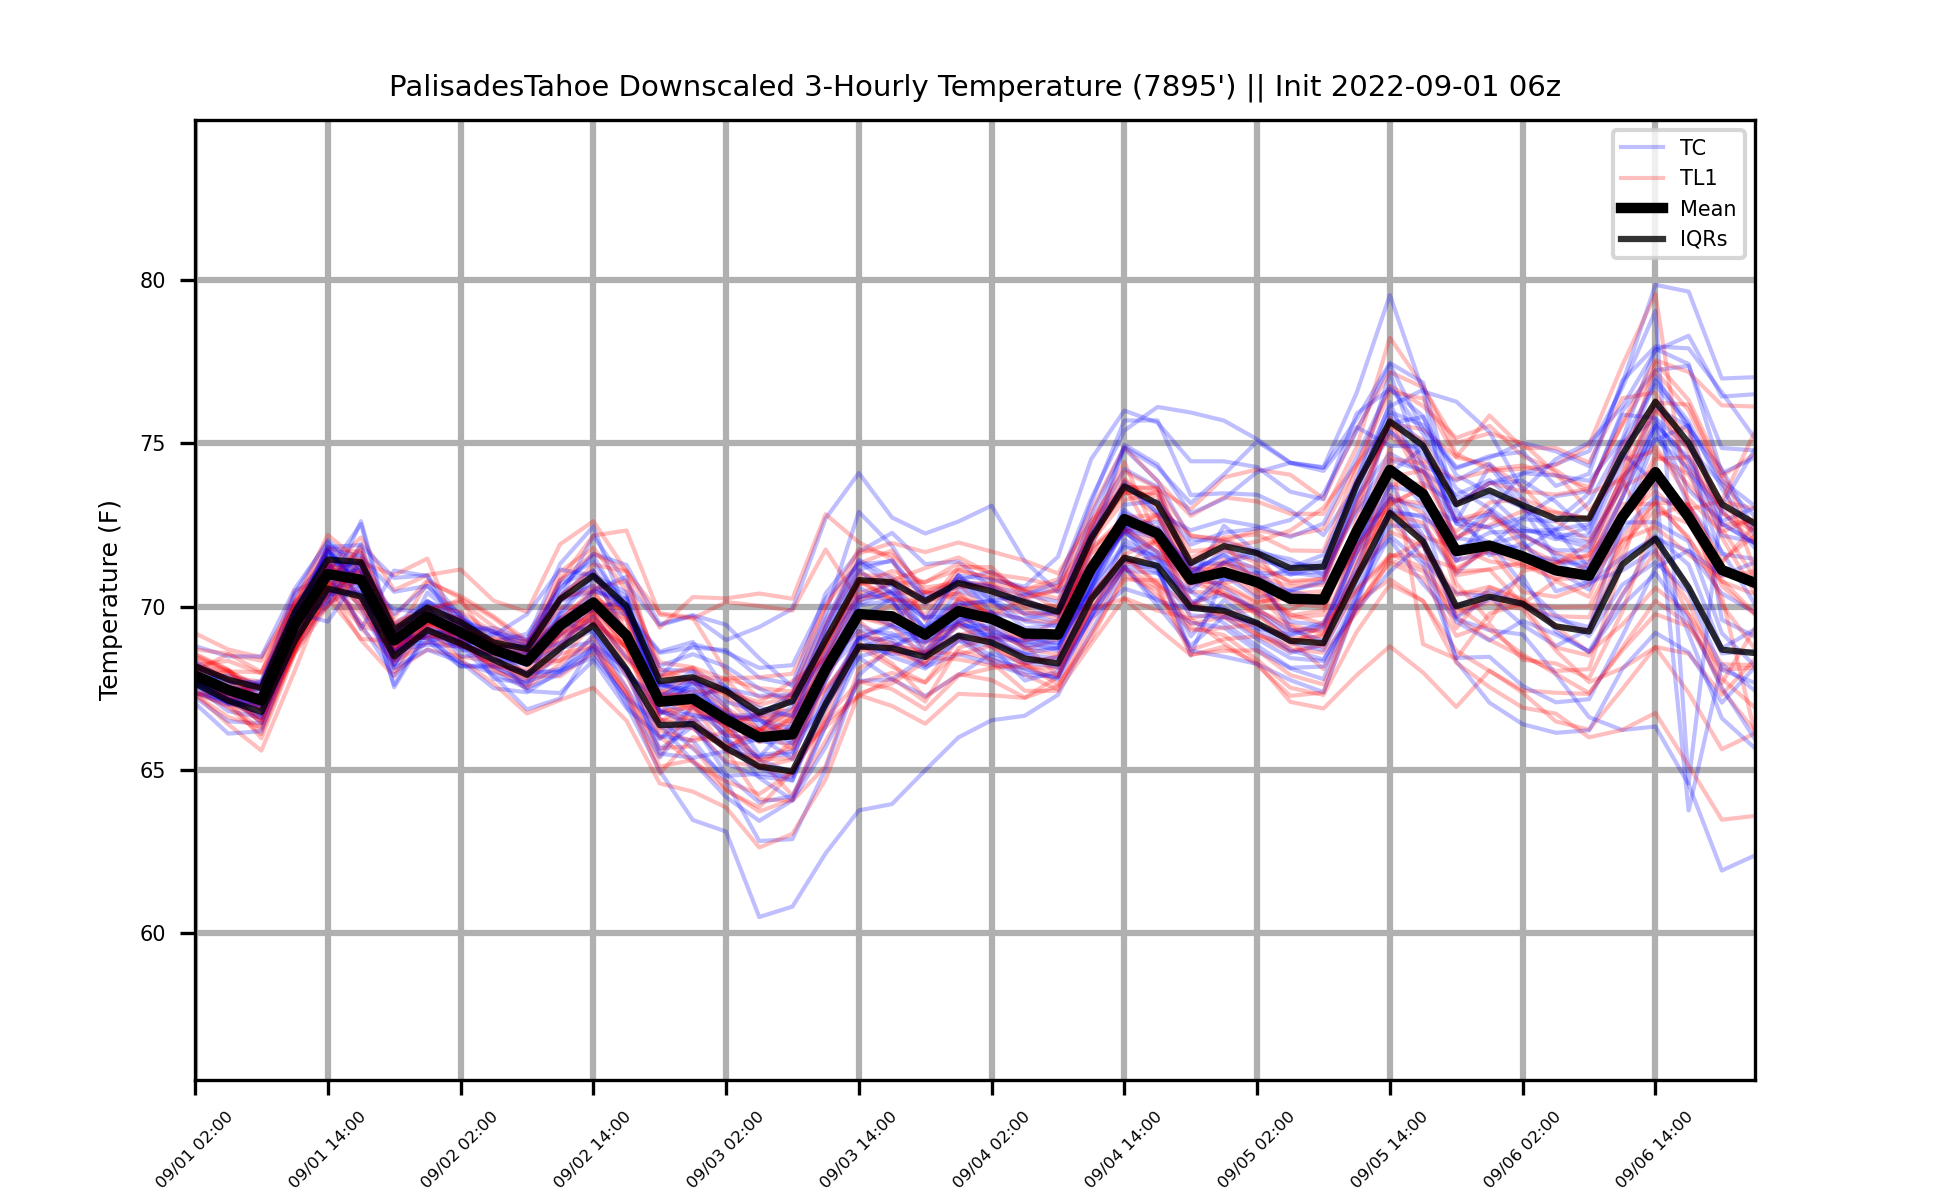 PalisadesTahoe Downscaled 3-Hourly Temperature (7895') || Init 2022-09-01 06z
TC
TL1
Mean
IQRs
Temperature (F)
80
75
70
65
60
09/01 02:00
09/01 14:00
09/02 02:00
09/02 14:00
09/03 02:00
09/03 14:00
09/04 02:00
09/04 14:00
09/05 02:00
09/05 14:00
09/06 02:00
09/06 14:00